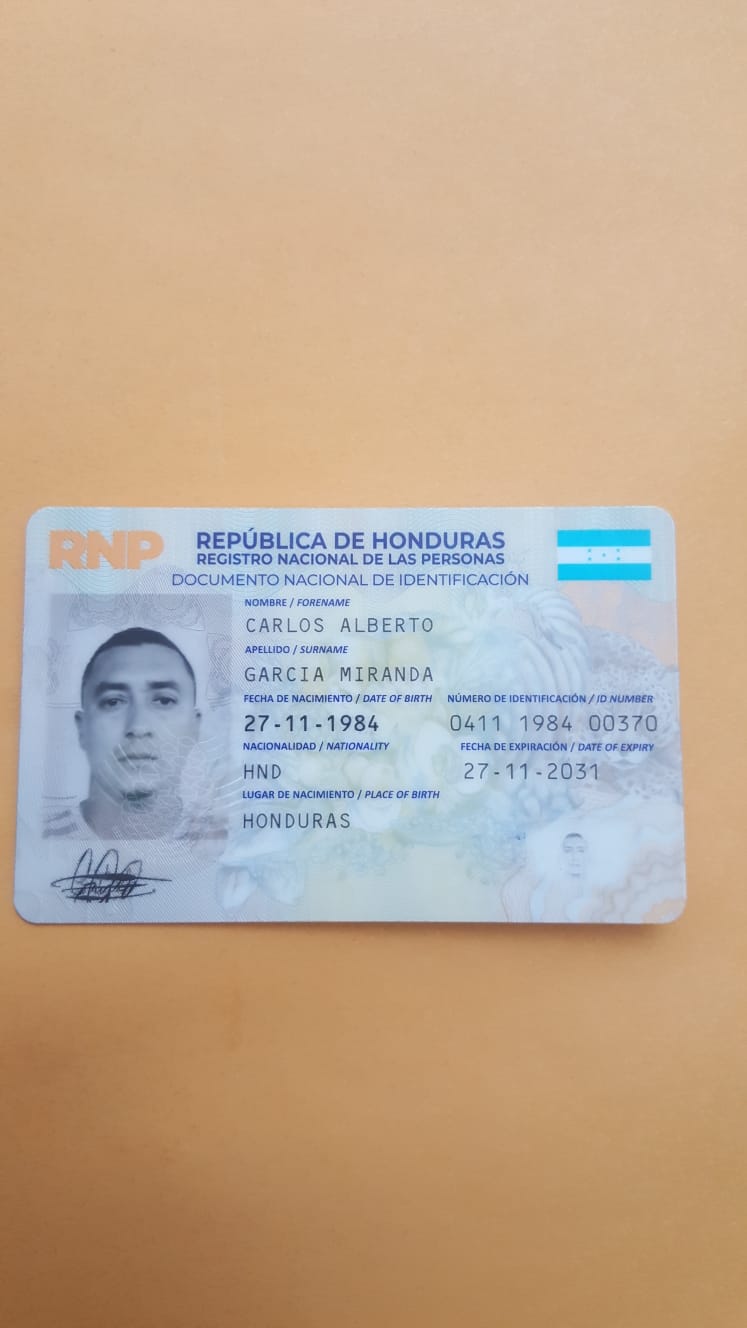 RNP
REPÚBLICA DE HONDURAS
REGISTRO NACIONAL DE LAS PERSONAS
DOCUMENTO NACIONAL DE IDENTIFICACIÓN
NOMBRE / FORENAME
CARLOS ALBERTO
APELLIDO / SURNAME
GARCIA MIRANDA
FECHA DE NACIMIENTO / DATE OF BIRTH NÚMERO DE IDENTIFICACIÓN / ID NUMBER
27-11-1984 0411 1984 00370
NACIONALIDAD / NATIONALITY FECHA DE EXPIRACIÓN / DATE OF EXPIRY
HND 27-11-2031
LUGAR DE NACIMIENTO / PLACE OF BIRTH
HONDURAS